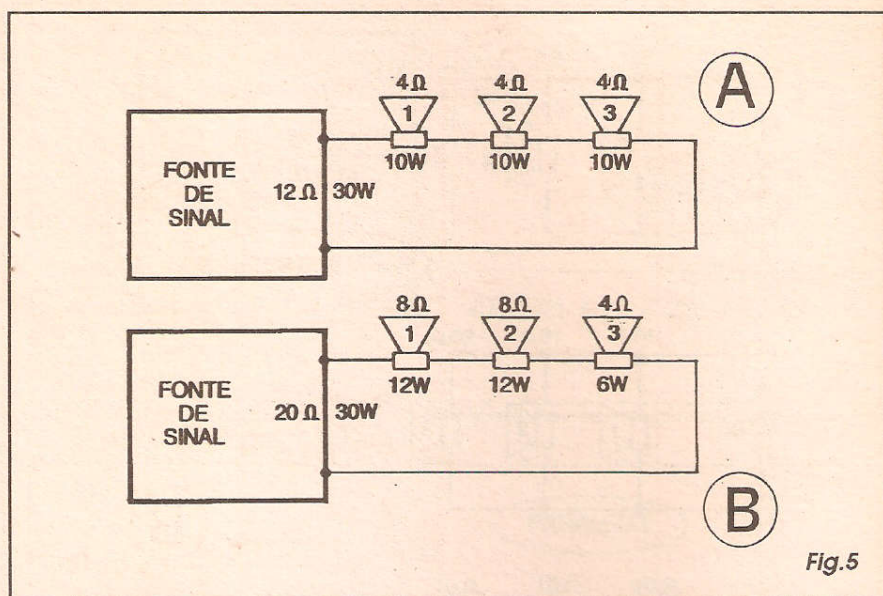 A
4Ω 4Ω 4Ω
1 2 3
10W 10W 10W
FONTE
DE
SINAL
12Ω 30W
8Ω 8Ω 4Ω
1 2 3
12W 12W 6W
FONTE
DE
SINAL
20Ω 30W
B
Fig.5